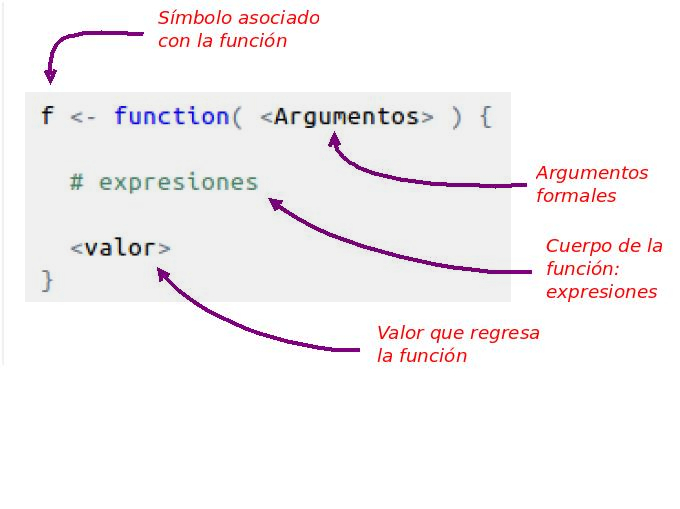 Símbolo asociado
con la función
f <- function( <Argumentos> ) {
# expresiones
<valor>
}
Argumentos
formales
Cuerpo de la
función:
expresiones
Valor que regresa
la función